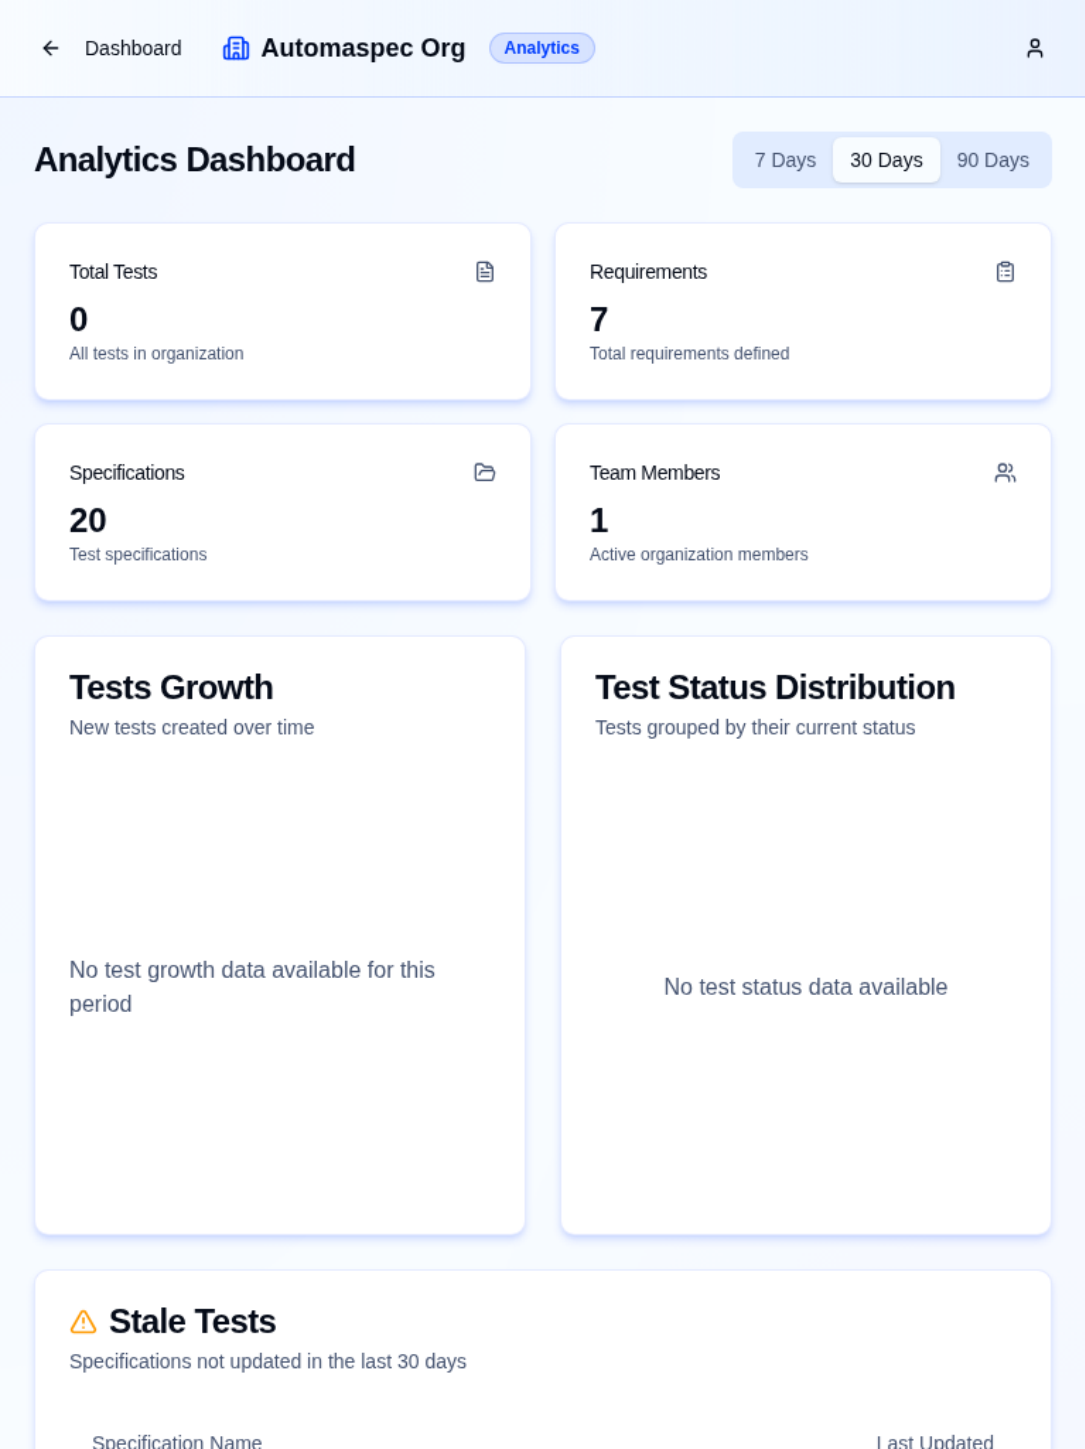 Dashboard
Automaspec Org
Analytics
Analytics Dashboard
7 Days
30 Days
90 Days
Total Tests
0
All tests in organization
Requirements
7
Total requirements defined
Specifications
20
Test specifications
Team Members
1
Active organization members
Tests Growth
New tests created over time
No test growth data available for this
period
Test Status Distribution
Tests grouped by their current status
No test status data available
Stale Tests
Specifications not updated in the last 30 days
Specification Name
Last Updated